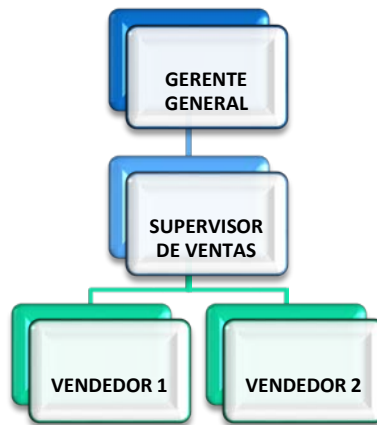 GERENTE
GENERAL
SUPERVISOR
DE VENTAS
VENDEDOR 1
VENDEDOR 2